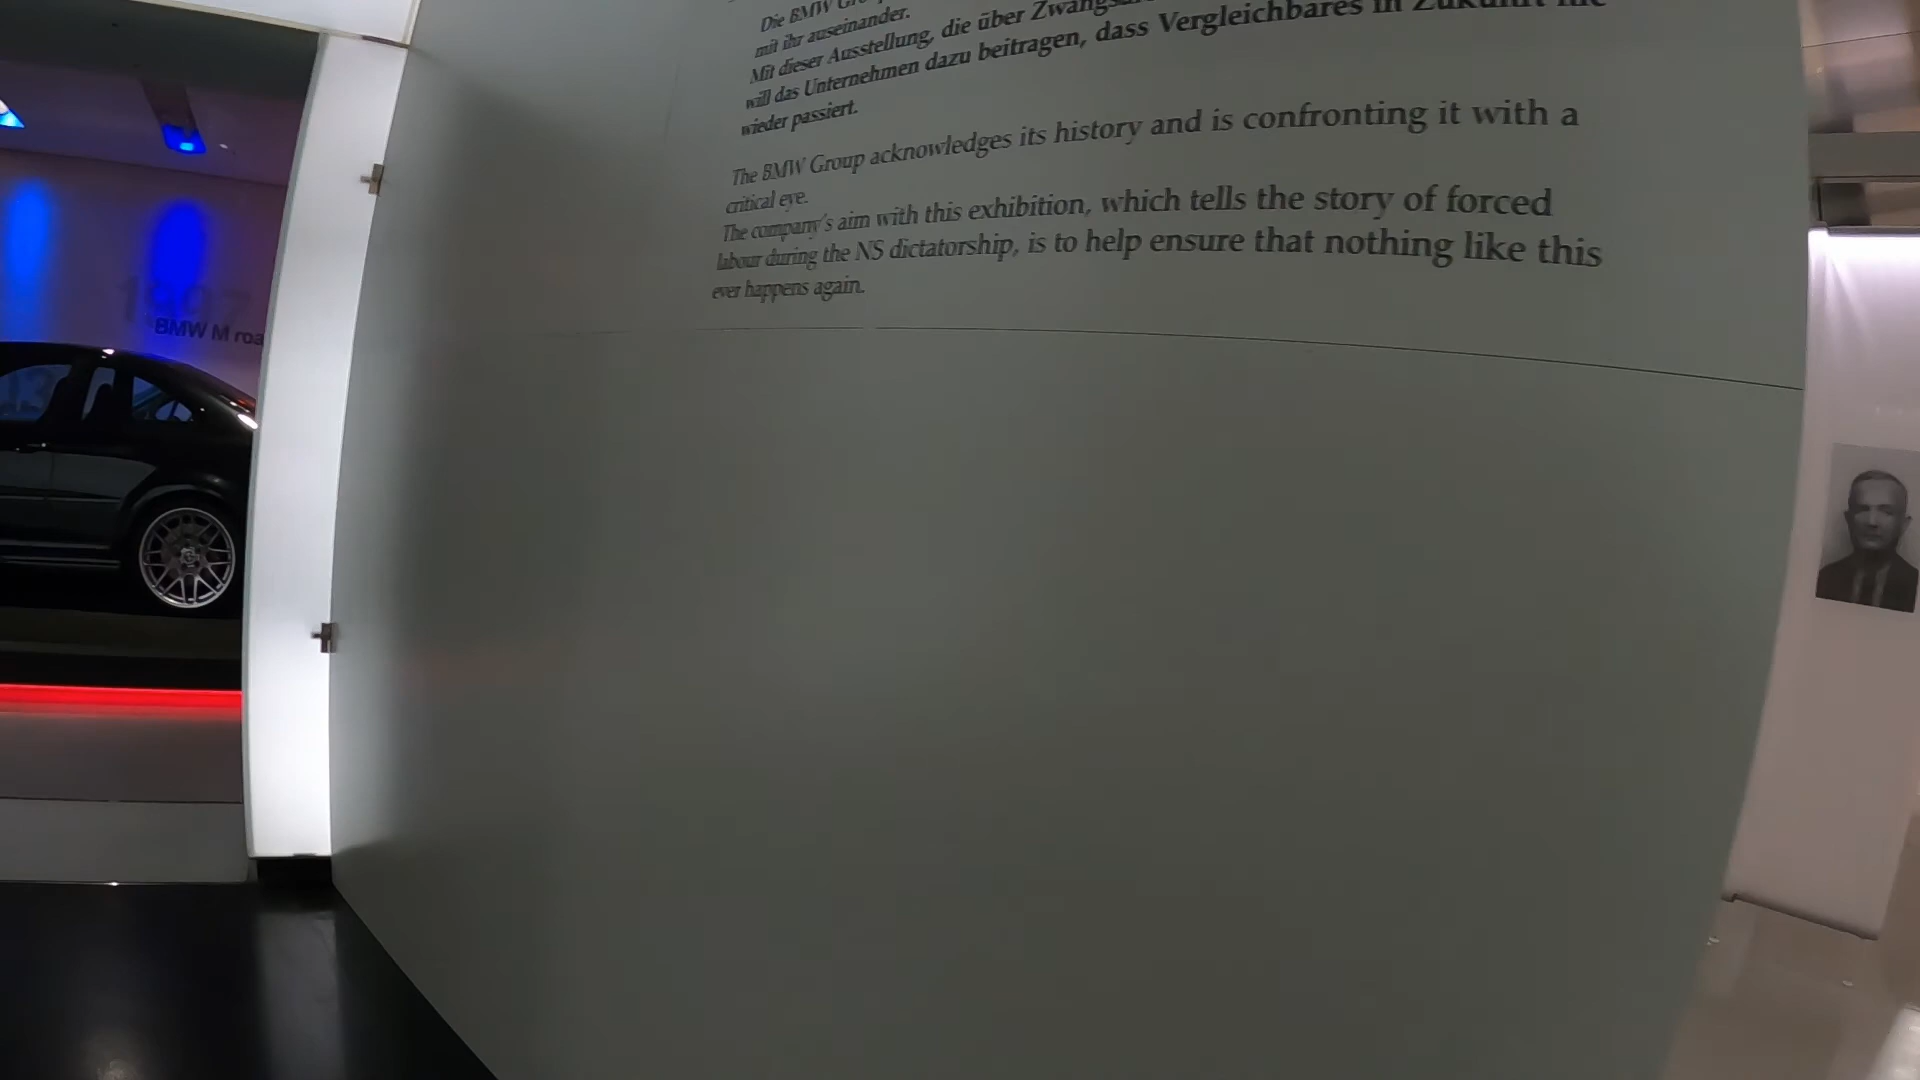 Die BMW
mit ihr auseinander.
Mit dieser Ausstellung, die über
will das Unternehmen dazu beitragen, dass Vergleichbares in Zukunft nie
wieder passiert.
The BMW Group acknowledges its history and is confronting it with a
critical eye.
The company's aim with this exhibition, which tells the story of forced
labour during the NS dictatorship, is to help ensure that nothing like this
ever happens again.
BMW M